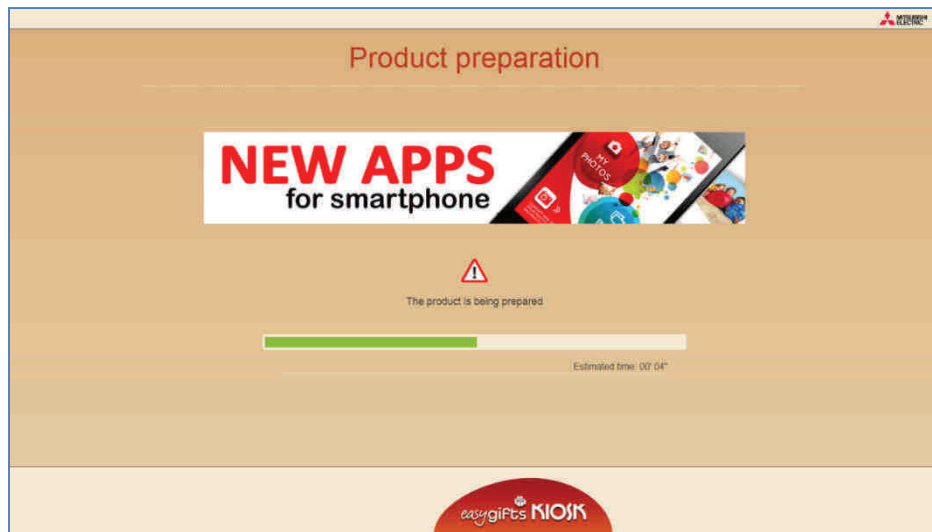 MITSUBISHI
ELECTRIC
Product preparation
NEW APPS
for smartphone
MY
PHOTOS
The product is being prepared
Estimated time: 00' 04"
easygifts KIOSK